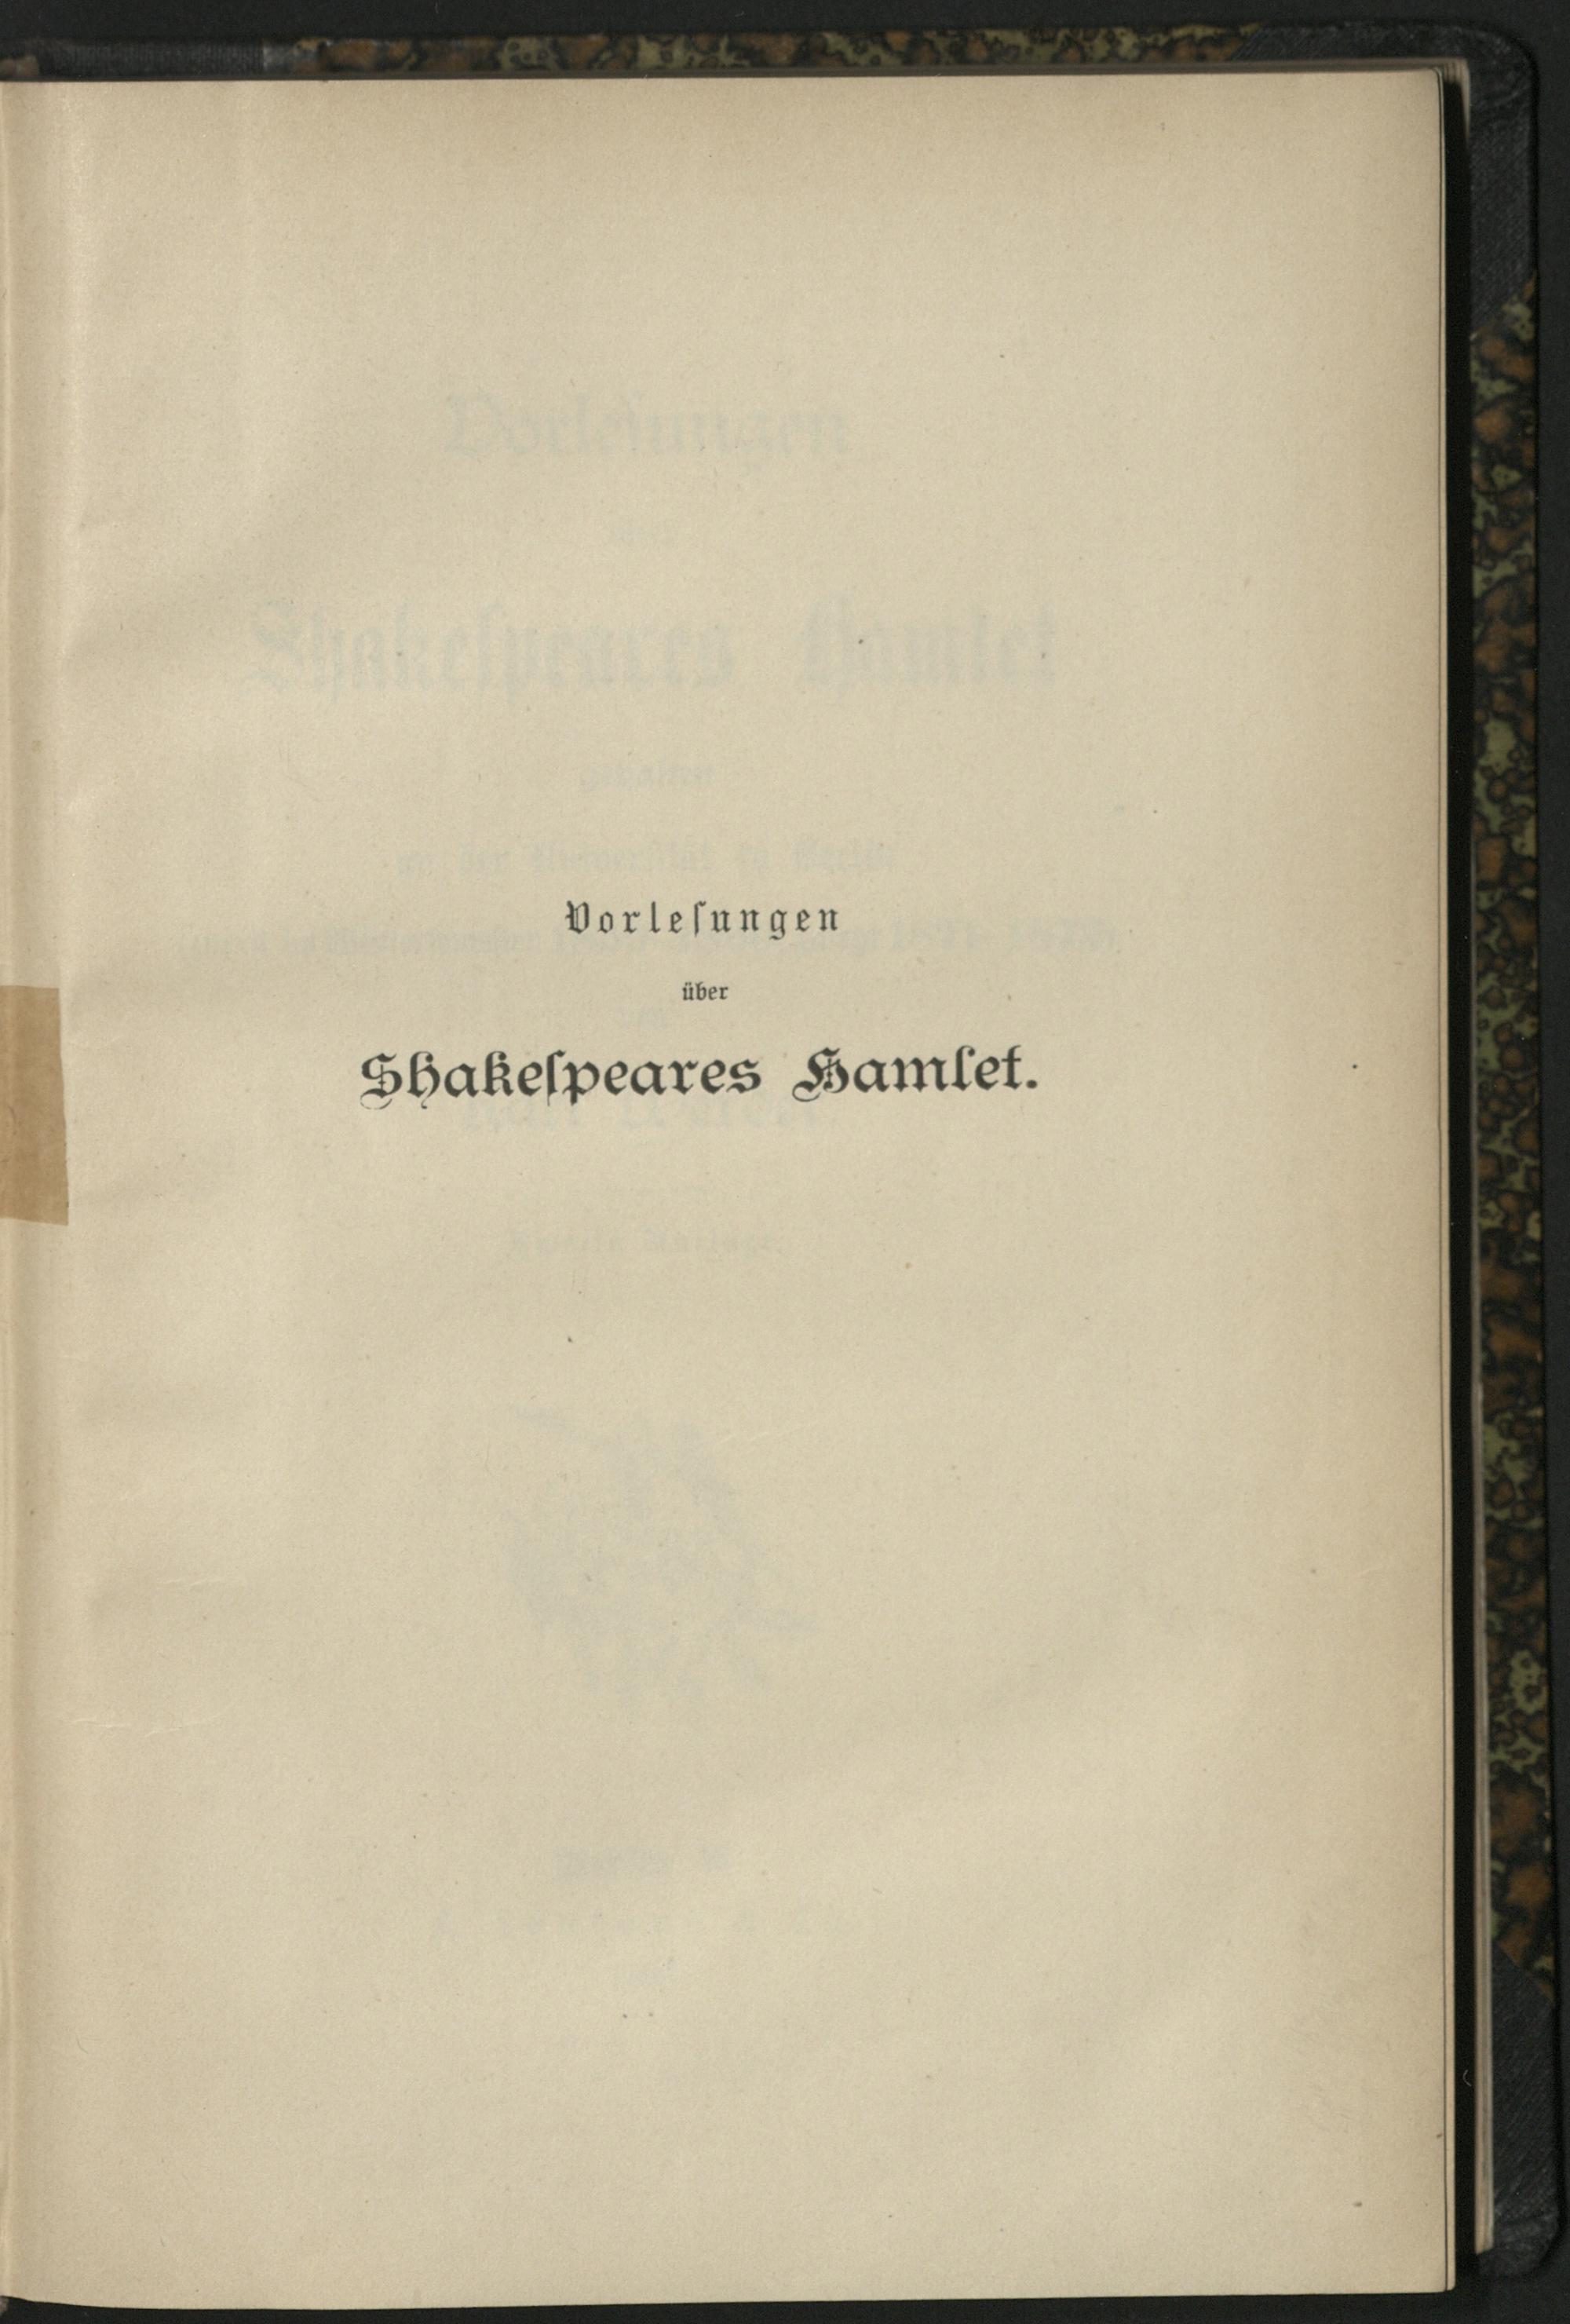 Vorleſungen
über
Shakeſpeares Hamlet.